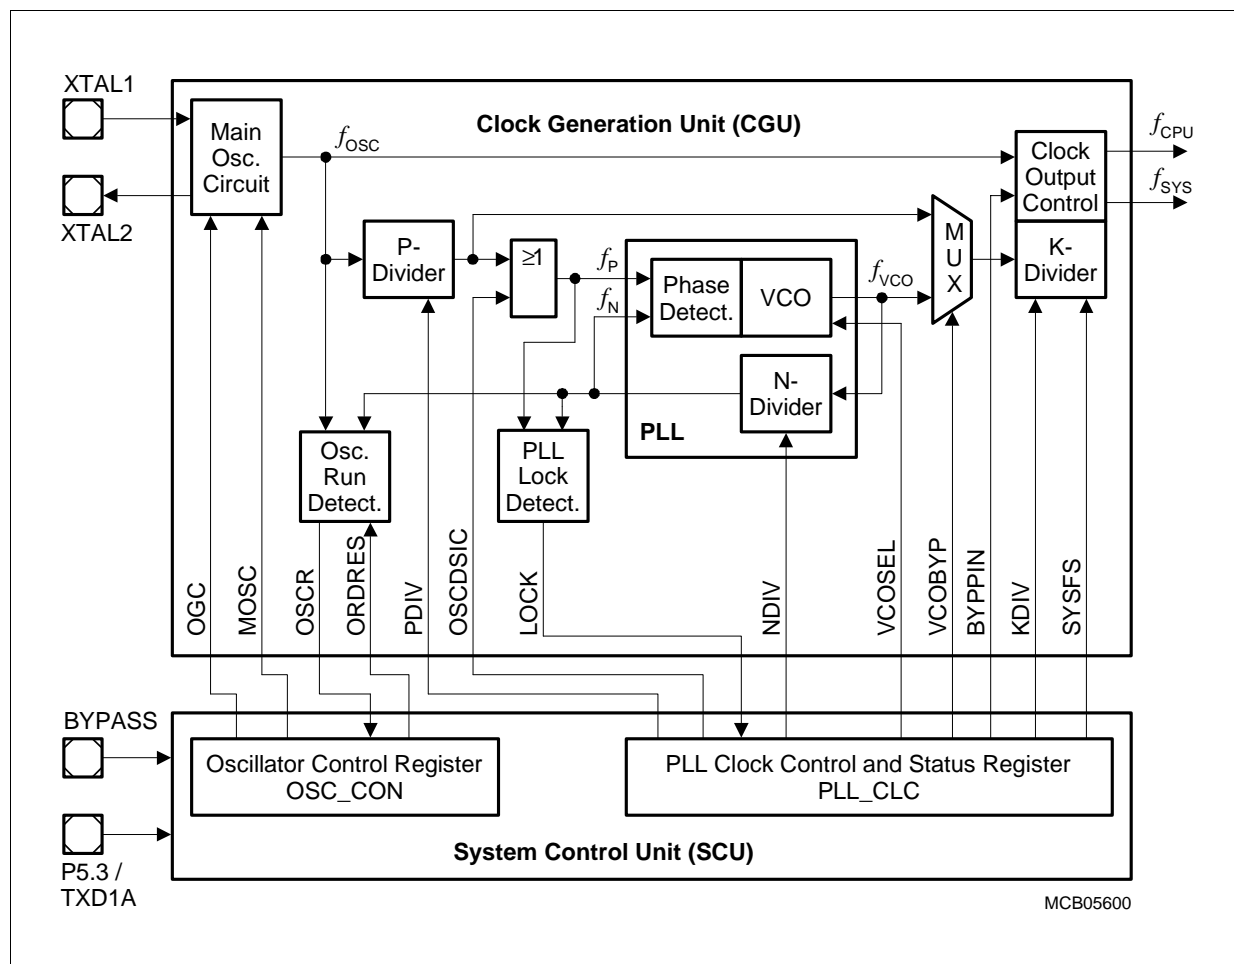 XTAL1
XTAL2
Clock Generation Unit (CGU)
Main
Osc.
Circuit
fOSC
Clock
Output
Control
fCPU
fSYS
P-
Divider
≥1
fP
fN
Phase
Detect.
VCO
fVCO
MUX
K-
Divider
N-
Divider
PLL
Osc.
Run
Detect.
PLL
Lock
Detect.
OGC
MOSC
OSCR
ORDRES
PDIV
OSCDSIC
LOCK
NDIV
VCOSEL
VCOBYP
BYPPIN
KDIV
SYSFS
BYPASS
Oscillator Control Register
OSC_CON
PLL Clock Control and Status Register
PLL_CLC
P5.3 /
TXD1A
System Control Unit (SCU)
MCB05600